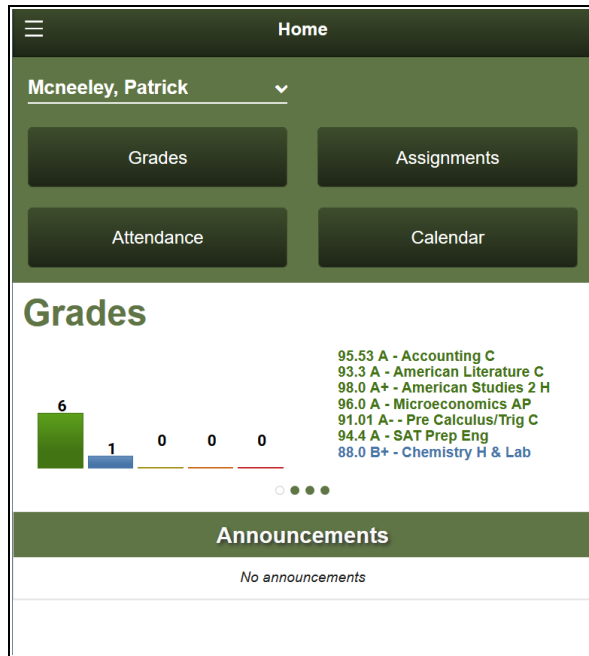 Home
Mcneeley, Patrick
Grades
Assignments
Attendance
Calendar
Grades
6
1
0
0
0
95.53 A - Accounting C
93.3 A - American Literature C
98.0 A+ - American Studies 2 H
96.0 A - Microeconomics AP
91.01 A- - Pre Calculus/Trig C
94.4 A - SAT Prep Eng
88.0 B+ - Chemistry H & Lab
Announcements
No announcements